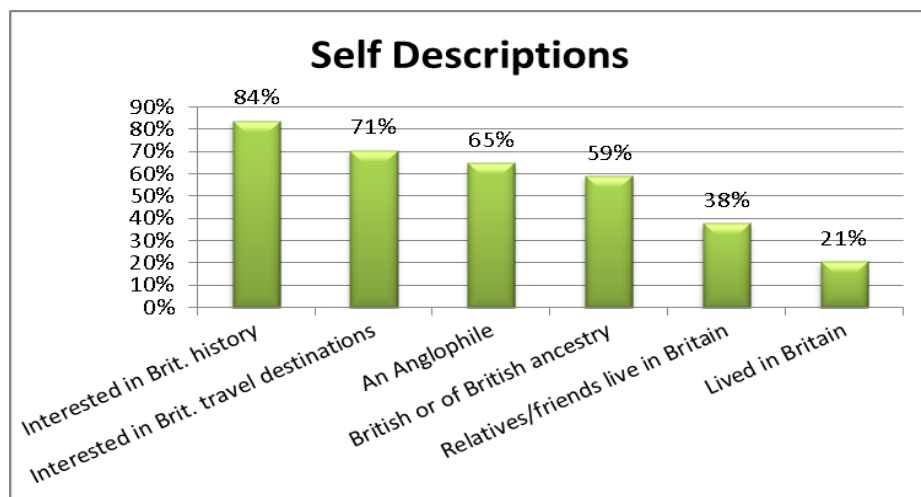 Self Descriptions
90%
80%
70%
60%
50%
40%
30%
20%
10%
0%
84%
71%
65%
59%
38%
21%
Interested in Brit. history
Interested in Brit. travel destinations
An Anglophile
British or of British ancestry
Relatives/friends live in Britain
Lived in Britain